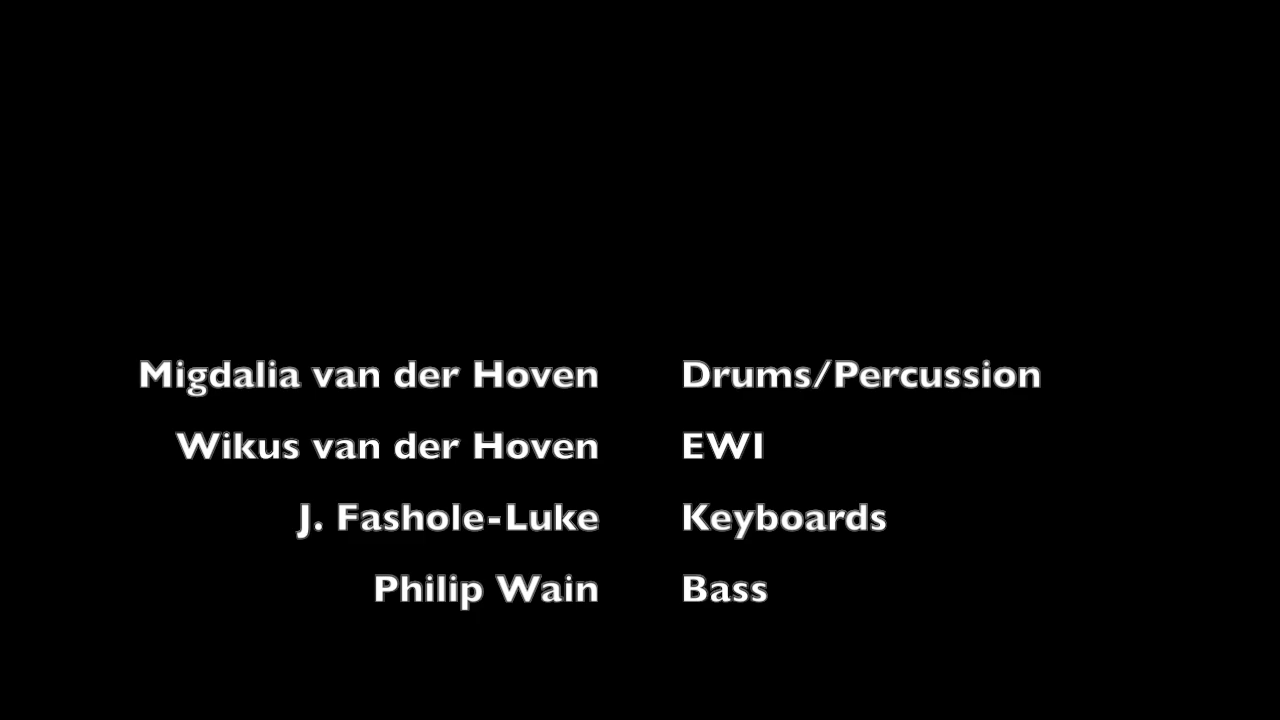 Migdalia van der Hoven Drums/Percussion
Wikus van der Hoven EWI
J. Fashole-Luke Keyboards
Philip Wain Bass